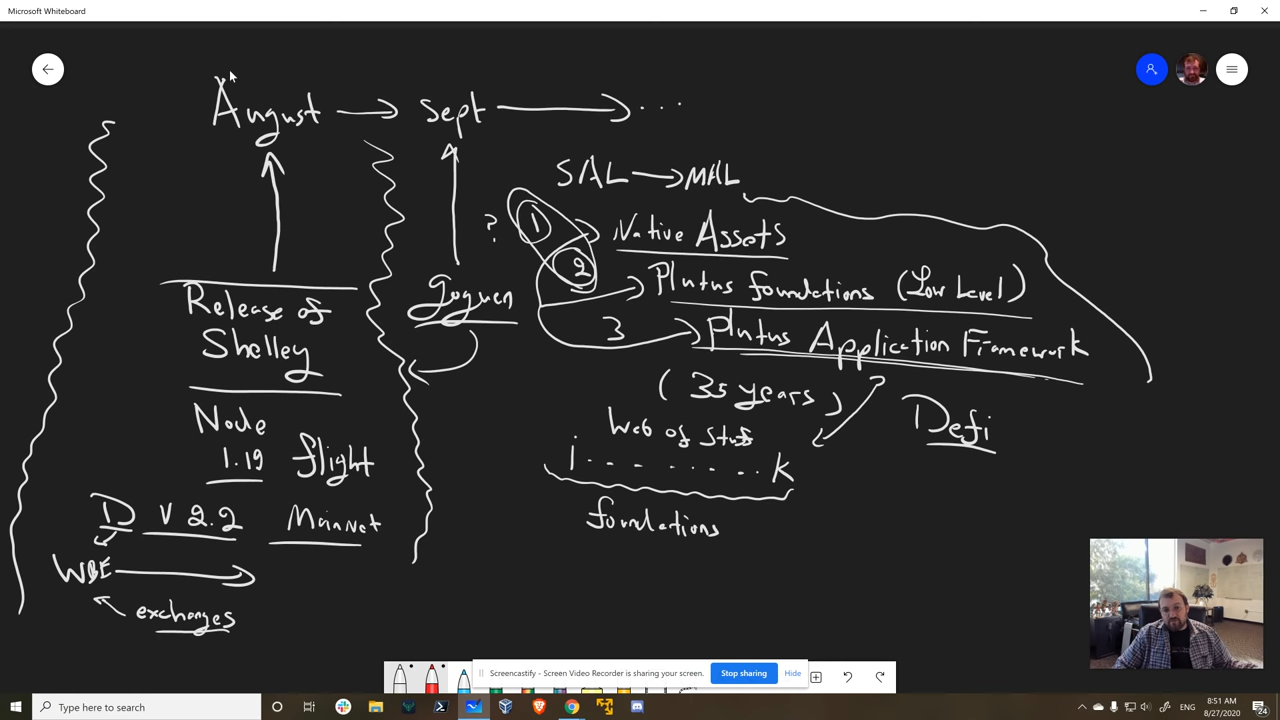 Microsoft Whiteboard
August → Sept → ...
SAL → MAL
? 1 Native Assets
2 Plutus foundations (Low Level)
3 Plutus Application Framework
Release of
Shelley
Goguen
(35 years)
Defi
Node
1.19 flight
Web of Stuff
i - - - - - - - k
foundations
D V 2.2 Mainnet
WBE →
exchanges
Screencastify - Screen Video Recorder is sharing your screen. Stop sharing Hide
Type here to search
ENG
8:51 AM
8/27/2020
24